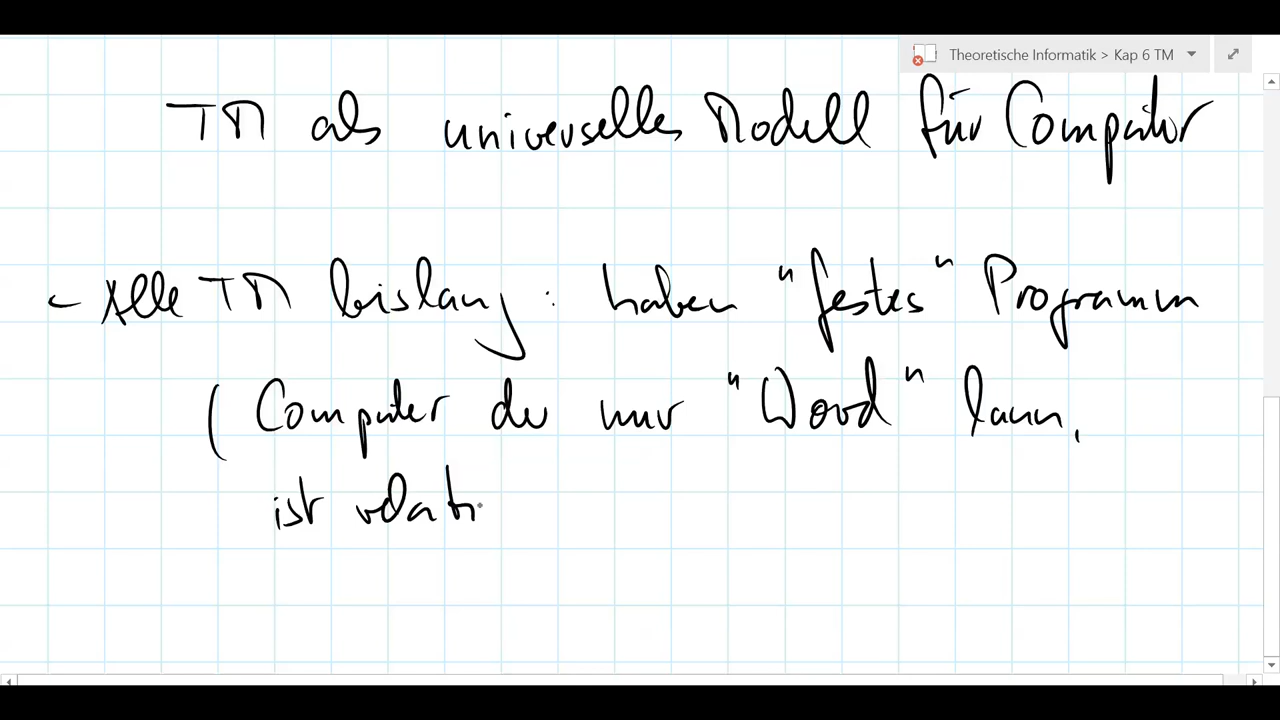 Theoretische Informatik > Kap 6 TM
TM als universelles Modell für Computer
- Alle TM bislang : haben "festes" Programm
( Computer der nur "Word" kann,
ist relati